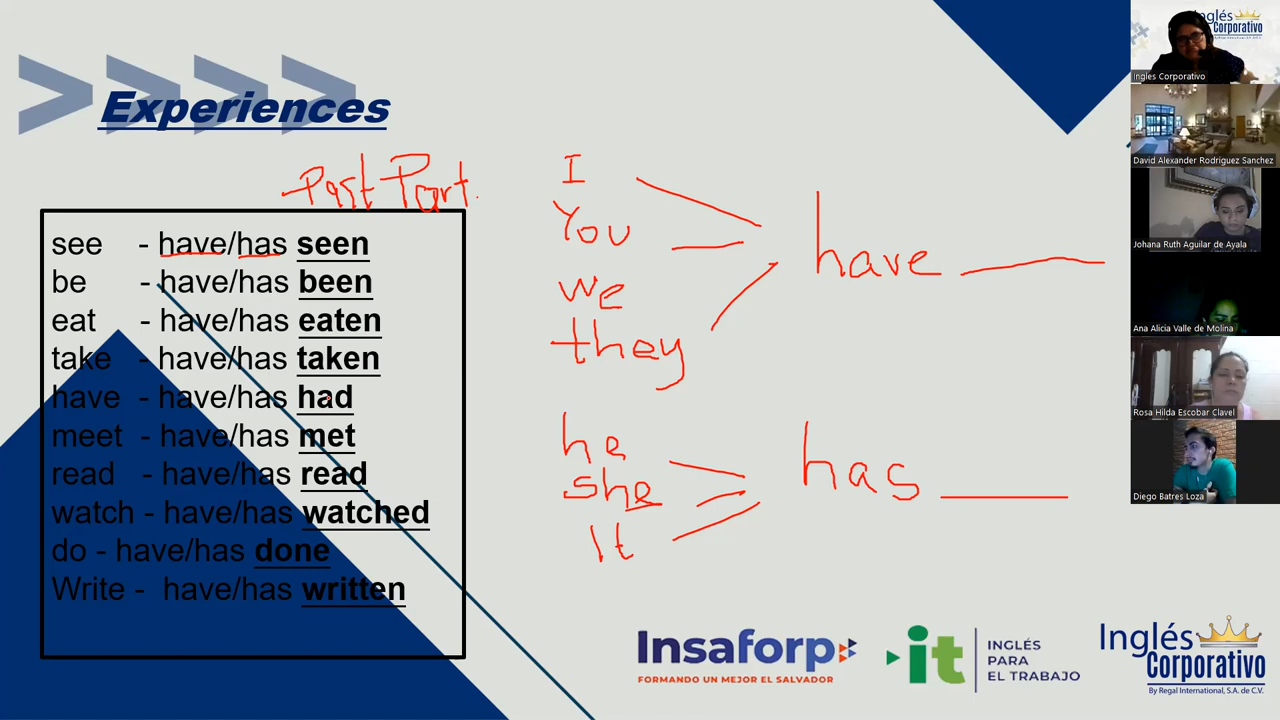 Experiences
Past Part.
see - have/has seen
be - have/has been
eat - have/has eaten
take - have/has taken
have - have/has had
meet - have/has met
read - have/has read
watch - have/has watched
do - have/has done
Write - have/has written
I
You
we
they
have
he
she
It
has
Insaforp
FORMANDO UN MEJOR EL SALVADOR
it
INGLÉS
PARA
EL TRABAJO
Inglés
Corporativo
By Regal International, S.A. de C.V.
Inglés
Corporativo
Ingles Corporativo
David Alexander Rodriguez Sanchez
Johana Ruth Aguilar de Ayala
Ana Alicia Valle de Molina
Rosa Hilda Escobar Clavel
Diego Batres Loza